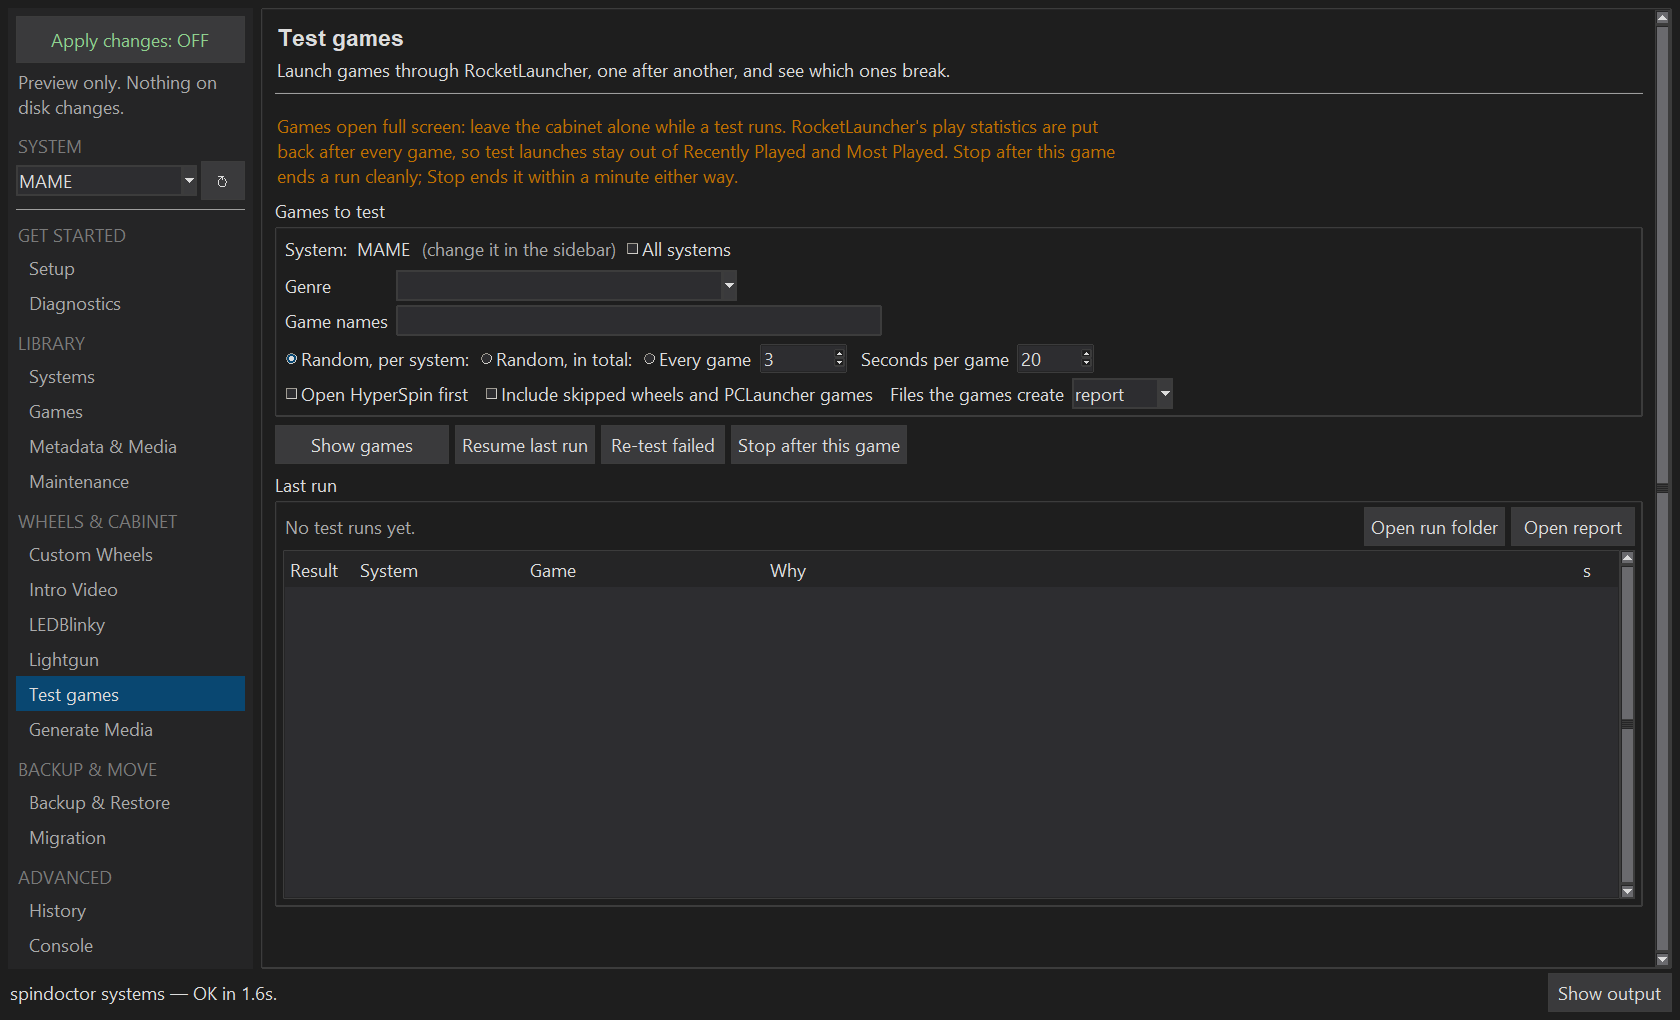 Apply changes: OFF
Preview only. Nothing on
disk changes.
SYSTEM
MAME
GET STARTED
Setup
Diagnostics
LIBRARY
Systems
Games
Metadata & Media
Maintenance
WHEELS & CABINET
Custom Wheels
Intro Video
LEDBlinky
Lightgun
Test games
Generate Media
BACKUP & MOVE
Backup & Restore
Migration
ADVANCED
History
Console
Test games
Launch games through RocketLauncher, one after another, and see which ones break.
Games open full screen: leave the cabinet alone while a test runs. RocketLauncher's play statistics are put
back after every game, so test launches stay out of Recently Played and Most Played. Stop after this game
ends a run cleanly; Stop ends it within a minute either way.
Games to test
System: MAME (change it in the sidebar) All systems
Genre
Game names
Random, per system: Random, in total: Every game 3 Seconds per game 20
Open HyperSpin first Include skipped wheels and PCLauncher games Files the games create report
Show games Resume last run Re-test failed Stop after this game
Last run
No test runs yet. Open run folder Open report
Result System Game Why s
spindoctor systems — OK in 1.6s. Show output